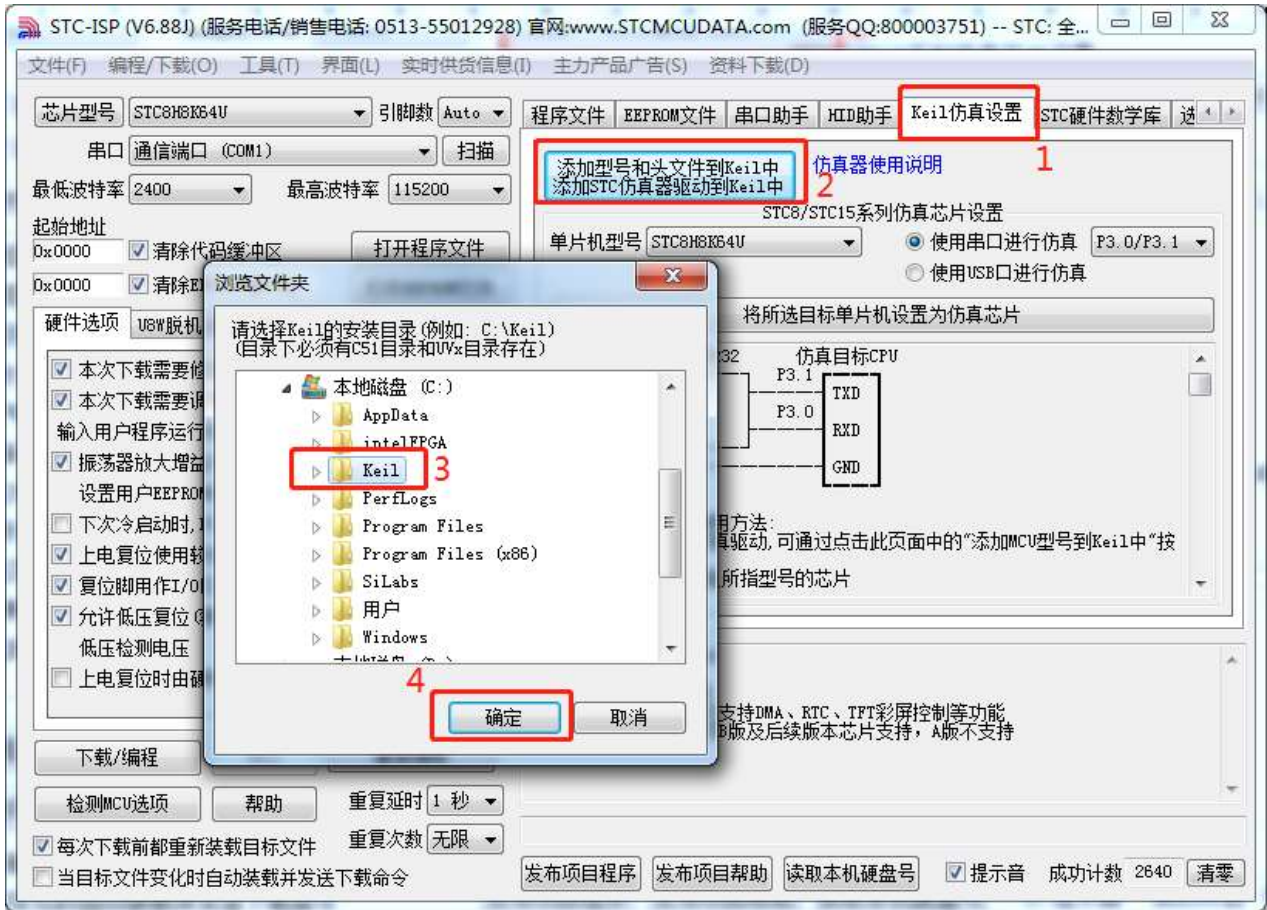 STC-ISP (V6.88J) (服务电话/销售电话: 0513-55012928) 官网:www.STCMCUDATA.com (服务QQ:800003751) -- STC: 全...
文件(F) 编程/下载(O) 工具(T) 界面(L) 实时供货信息(I) 主力产品广告(S) 资料下载(D)
芯片型号 STC8H8K64U 引脚数 Auto
串口 通信端口 (COM1) 扫描
最低波特率 2400 最高波特率 115200
起始地址
0x0000 清除代码缓冲区 打开程序文件
0x0000
硬件选项 U8W脱机
本次下载需要
本次下载需要
输入用户程序运行
振荡器放大增益
设置用户EEPROM
下次冷启动时,
上电复位使用较
复位脚用作I/O
允许低压复位
低压检测电压
上电复位时由硬
下载/编程
检测MCU选项 帮助 重复延时 1 秒
重复次数 无限
每次下载前都重新装载目标文件
当目标文件变化时自动装载并发送下载命令
程序文件 EEPROM文件 串口助手 HID助手 Keil仿真设置 STC硬件数学库 选
1
添加型号和头文件到Keil中
添加STC仿真器驱动到Keil中
2
仿真器使用说明
STC8/STC15系列仿真芯片设置
单片机型号 STC8H8K64U 使用串口进行仿真 P3.0/P3.1
使用USB口进行仿真
将所选目标单片机设置为仿真芯片
232 仿真目标CPU
P3.1 TXD
P3.0 RXD
GND
用方法:
真驱动,可通过点击此页面中的"添加MCU型号到Keil中"按
所指型号的芯片
支持DMA、RTC、TFT彩屏控制等功能
B版及后续版本芯片支持, A版不支持
发布项目程序 发布项目帮助 读取本机硬盘号 提示音 成功计数 2640 清零
浏览文件夹
请选择Keil的安装目录(例如: C:\Keil)
(目录下必须有C51目录和UVx目录存在)
本地磁盘 (C:)
AppData
intelFPGA
Keil
3
PerfLogs
Program Files
Program Files (x86)
SiLabs
用户
Windows
4
确定 取消